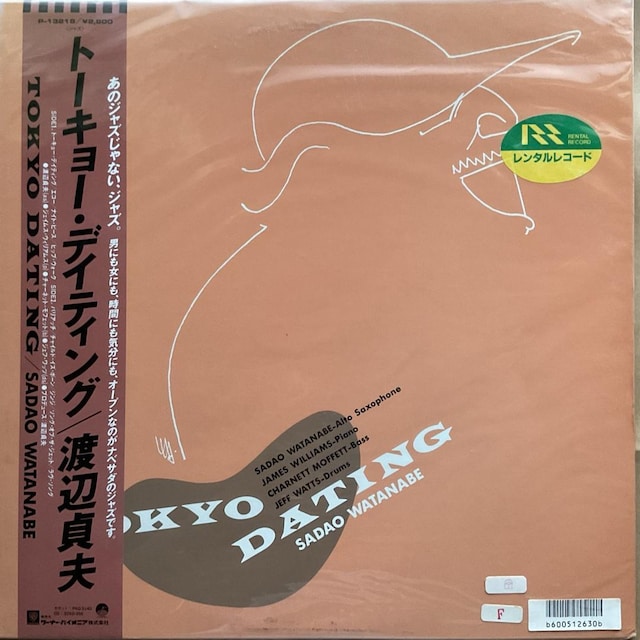 P-13219/¥2,800
トーキョー・デイティング/渡辺貞夫
TOKYO DATING/SADAO WATANABE
あのジャズじゃない、ジャズ。
男にも女にも、時間にも気分にも、オープンなのがナベサダのジャズです。
ワーナー・パイオニア株式会社
RR
RENTAL
RECORD
レンタルレコード
SADAO WATANABE-Alto Saxophone
JAMES WILLIAMS-Piano
CHARNETT MOFFETT-Bass
JEFF WATTS-Drums
OKYO
DATING
SADAO WATANABE
F
b600512630b